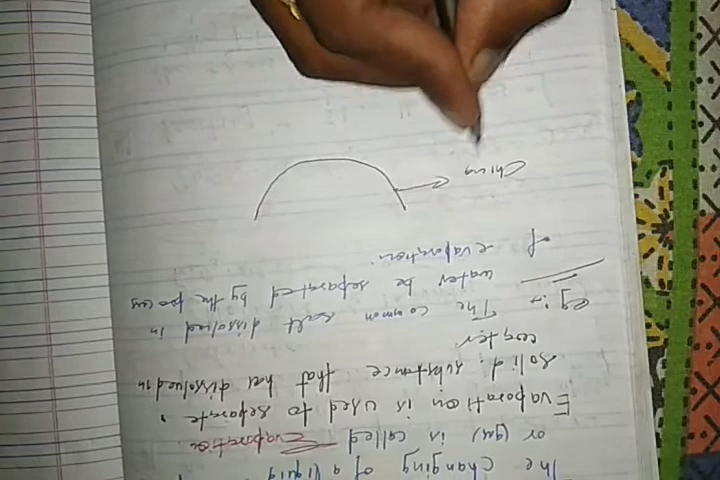 The changing of a liquid
or (gas) is called Evaporation
Evaporation is used to separate
solid substance that has dissolved in
water
eg:- The common salt dissolved in
water be separated by the process
of evaporation.
China